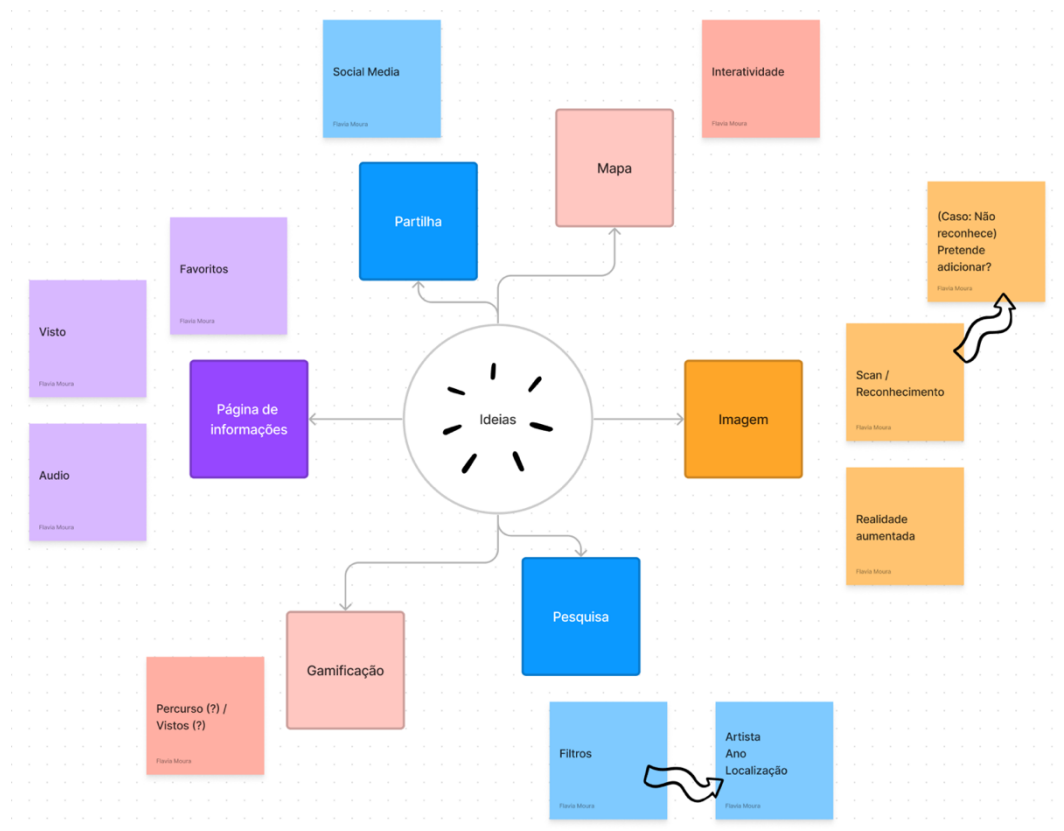 Social Media
Flavia Moura
Interatividade
Flavia Moura
Mapa
Partilha
(Caso: Não
reconhece)
Pretende
adicionar?
Flavia Moura
Favoritos
Flavia Moura
Visto
Flavia Moura
Scan /
Reconhecimento
Flavia Moura
Página de
informações
Ideias
Imagem
Audio
Flavia Moura
Realidade
aumentada
Flavia Moura
Pesquisa
Gamificação
Percurso (?) /
Vistos (?)
Flavia Moura
Filtros
Flavia Moura
Artista
Ano
Localização
Flavia Moura